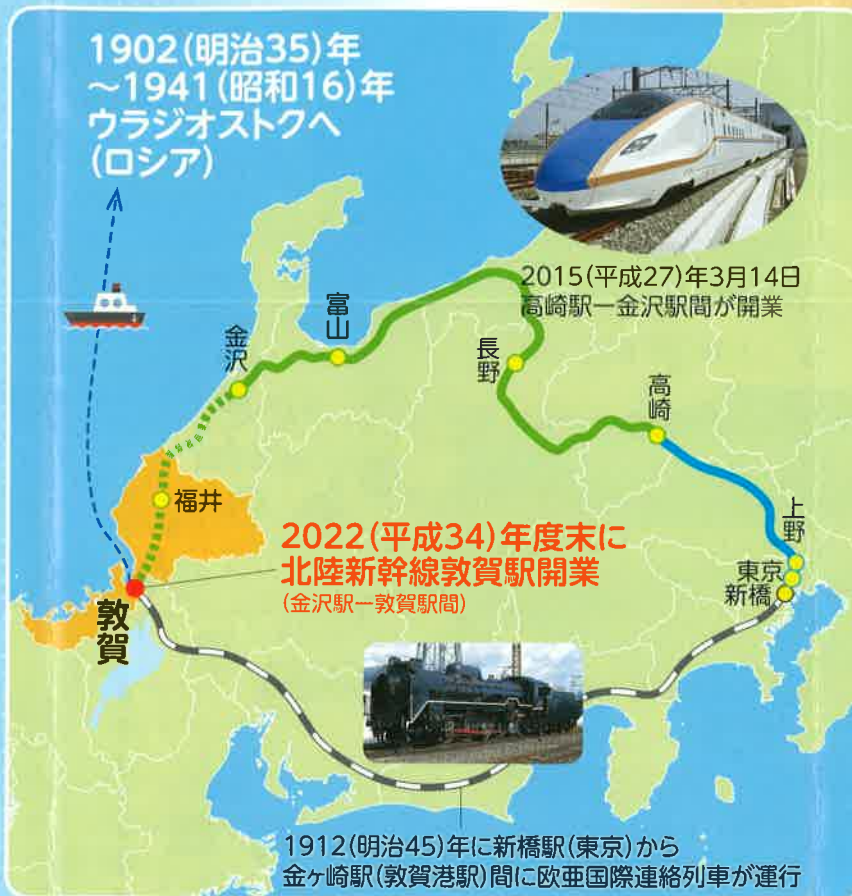 1902(明治35)年
～1941(昭和16)年
ウラジオストクへ
(ロシア)
2015(平成27)年3月14日
高崎駅ー金沢駅間が開業
富山
金沢
長野
高崎
福井
上野
東京
新橋
2022(平成34)年度末に
北陸新幹線敦賀駅開業
(金沢駅ー敦賀駅間)
敦賀
1912(明治45)年に新橋駅(東京)から
金ヶ崎駅(敦賀港駅)間に欧亜国際連絡列車が運行